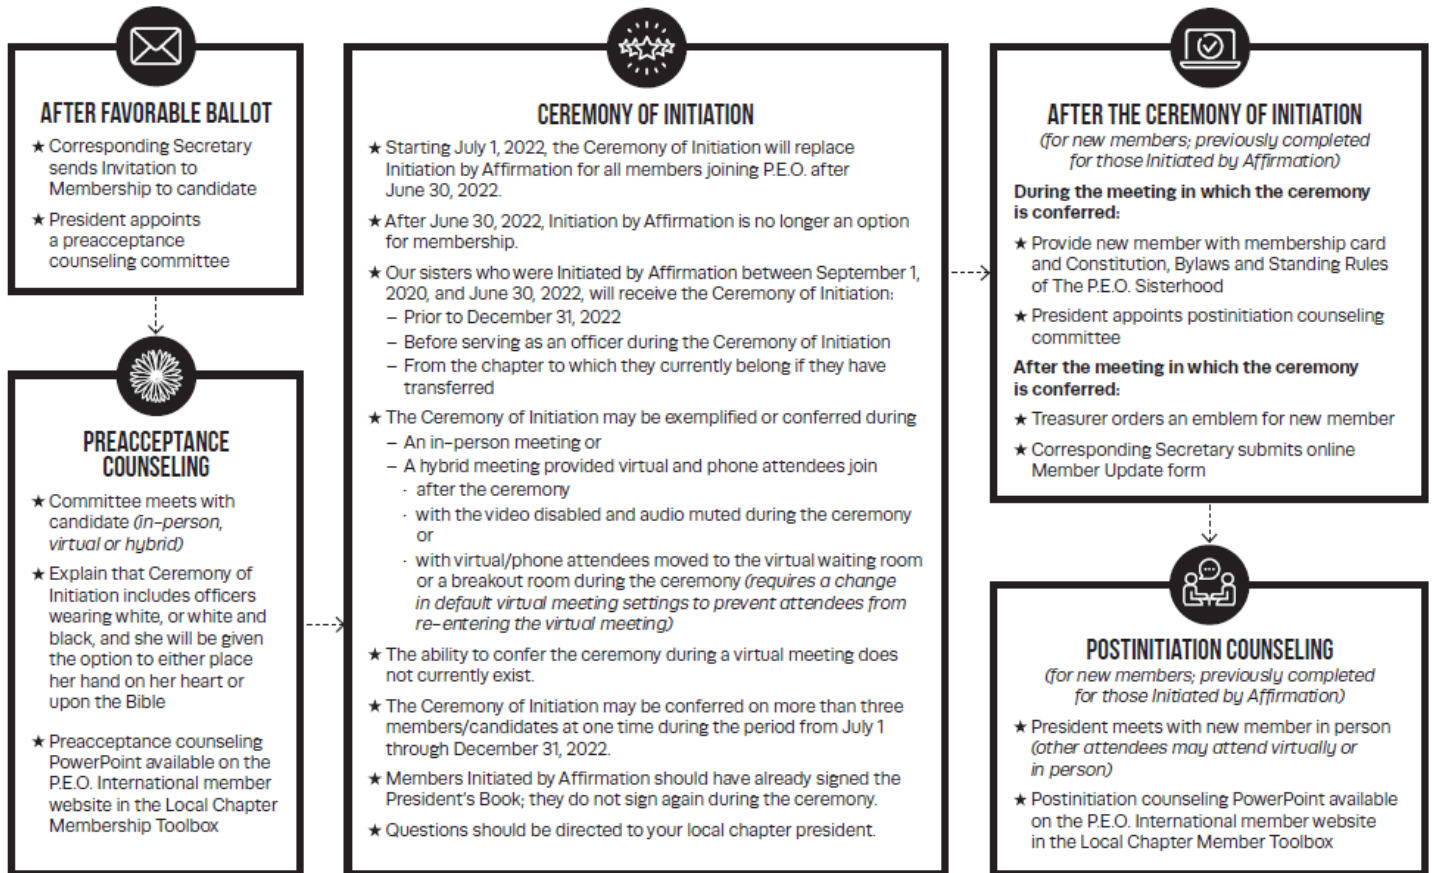 AFTER FAVORABLE BALLOT
★ Corresponding Secretary
sends Invitation to
Membership to candidate
★ President appoints
a preacceptance
counseling committee
PREACCEPTANCE
COUNSELING
★ Committee meets with
candidate (in-person,
virtual or hybrid)
★ Explain that Ceremony of
Initiation includes officers
wearing white, or white and
black, and she will be given
the option to either place
her hand on her heart or
upon the Bible
★ Preacceptance counseling
PowerPoint available on the
P.E.O. International member
website in the Local Chapter
Membership Toolbox
CEREMONY OF INITIATION
★ Starting July 1, 2022, the Ceremony of Initiation will replace
Initiation by Affirmation for all members joining P.E.O. after
June 30, 2022.
★ After June 30, 2022, Initiation by Affirmation is no longer an option
for membership.
★ Our sisters who were Initiated by Affirmation between September 1,
2020, and June 30, 2022, will receive the Ceremony of Initiation:
– Prior to December 31, 2022
– Before serving as an officer during the Ceremony of Initiation
– From the chapter to which they currently belong if they have
transferred
★ The Ceremony of Initiation may be exemplified or conferred during
– An in-person meeting or
– A hybrid meeting provided virtual and phone attendees join
· after the ceremony
· with the video disabled and audio muted during the ceremony
or
· with virtual/phone attendees moved to the virtual waiting room
or a breakout room during the ceremony (requires a change
in default virtual meeting settings to prevent attendees from
re-entering the virtual meeting)
★ The ability to confer the ceremony during a virtual meeting does
not currently exist.
★ The Ceremony of Initiation may be conferred on more than three
members/candidates at one time during the period from July 1
through December 31, 2022.
★ Members Initiated by Affirmation should have already signed the
President's Book; they do not sign again during the ceremony.
★ Questions should be directed to your local chapter president.
AFTER THE CEREMONY OF INITIATION
(for new members; previously completed
for those Initiated by Affirmation)
During the meeting in which the ceremony
is conferred:
★ Provide new member with membership card
and Constitution, Bylaws and Standing Rules
of The P.E.O. Sisterhood
★ President appoints postinitiation counseling
committee
After the meeting in which the ceremony
is conferred:
★ Treasurer orders an emblem for new member
★ Corresponding Secretary submits online
Member Update form
POSTINITIATION COUNSELING
(for new members; previously completed
for those Initiated by Affirmation)
★ President meets with new member in person
(other attendees may attend virtually or
in person)
★ Postinitiation counseling PowerPoint available
on the P.E.O. International member website
in the Local Chapter Member Toolbox